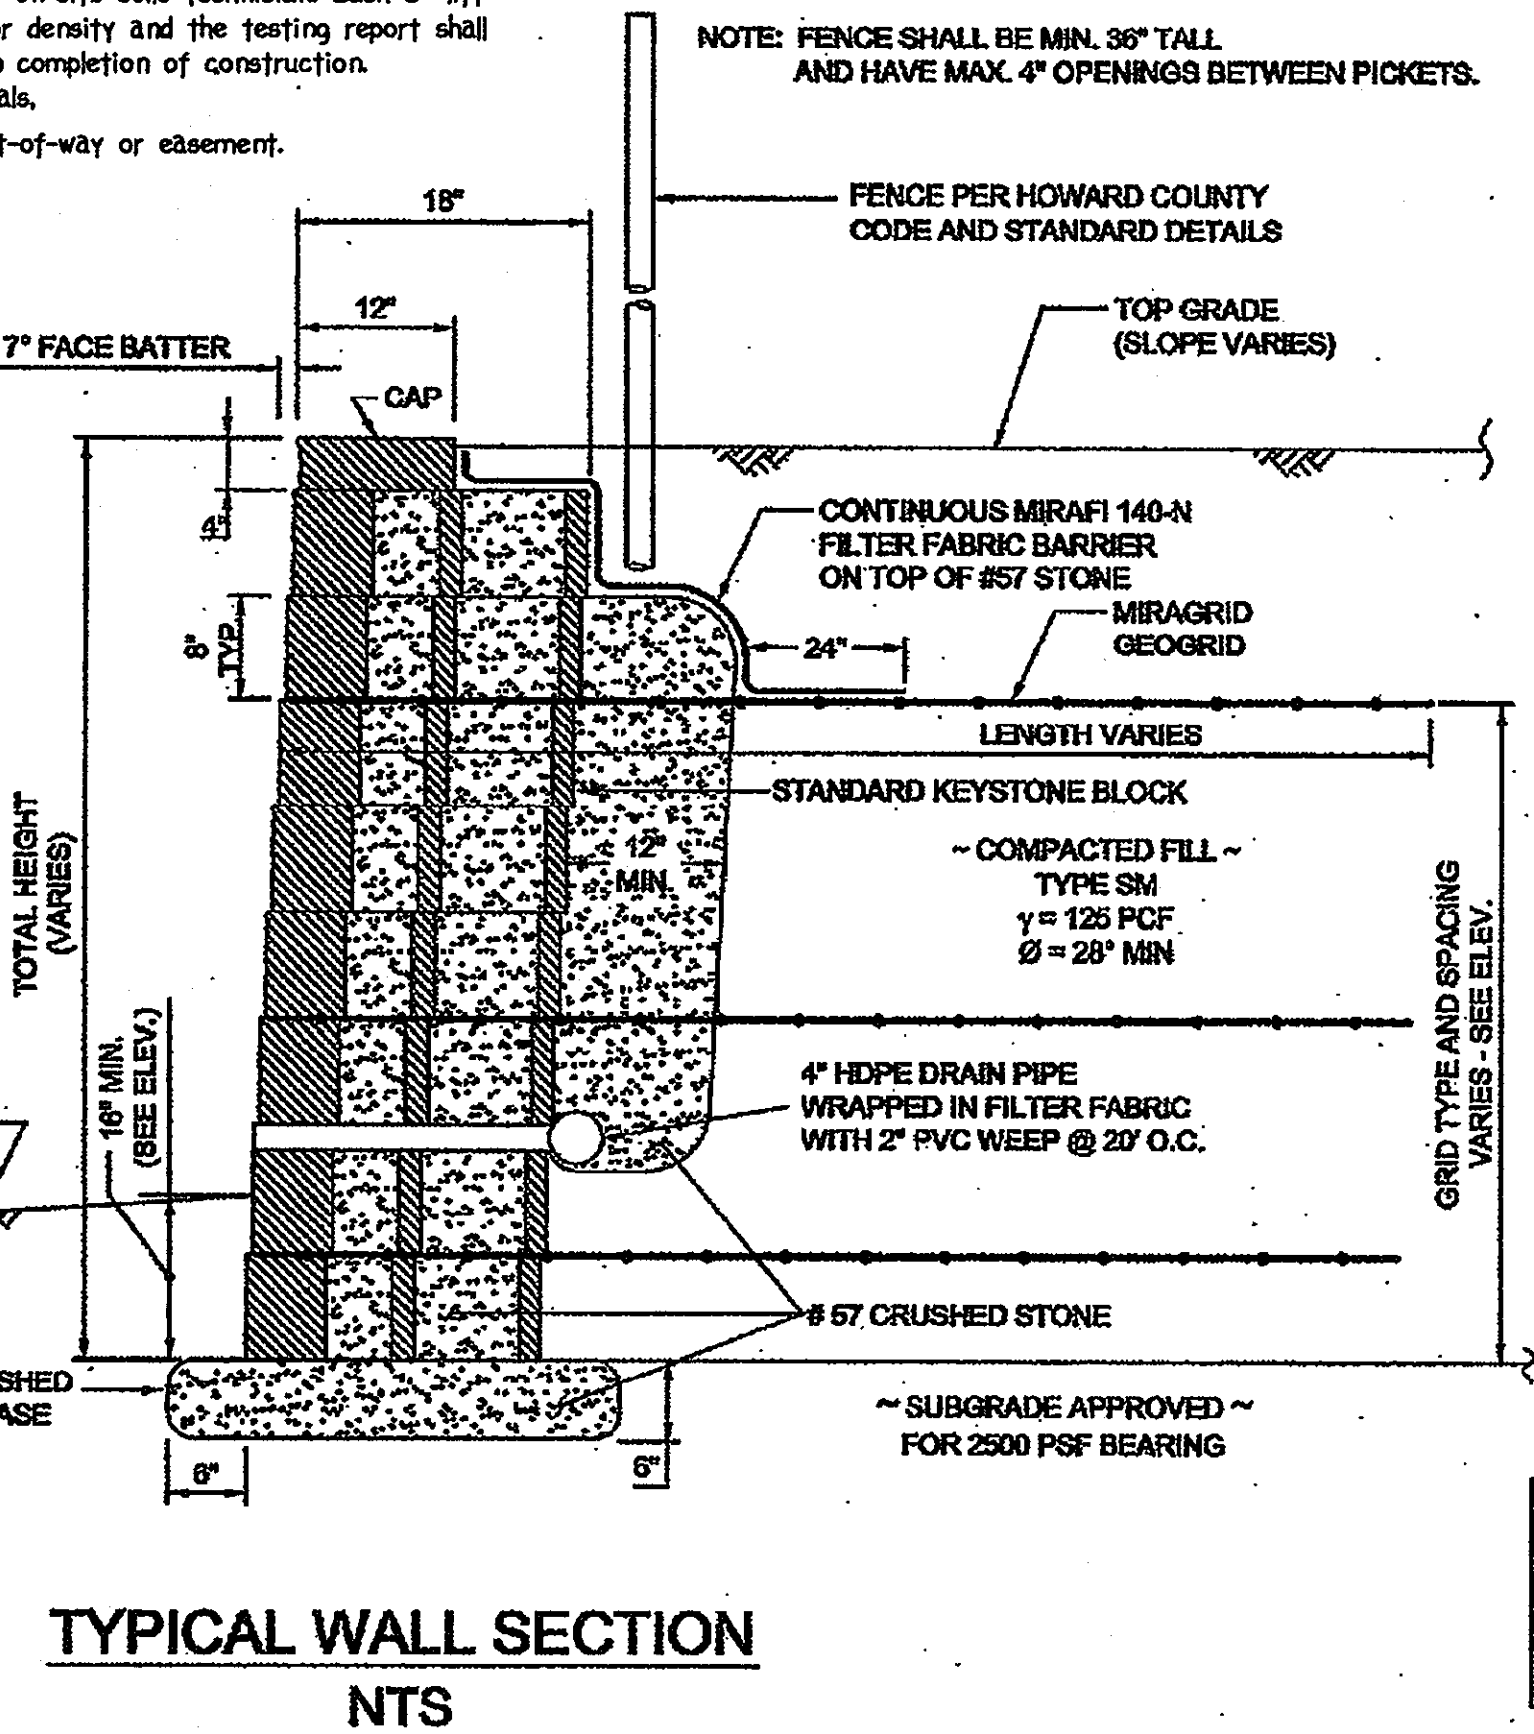 or density and the testing report shall
completion of construction.
als,
t-of-way or easement.
NOTE: FENCE SHALL BE MIN. 36" TALL
AND HAVE MAX. 4" OPENINGS BETWEEN PICKETS.
18"
FENCE PER HOWARD COUNTY
CODE AND STANDARD DETAILS
12"
TOP GRADE
(SLOPE VARIES)
7° FACE BATTER
CAP
4"
CONTINUOUS MIRAFI 140-N
FILTER FABRIC BARRIER
ON TOP OF #57 STONE
8"
TYP.
MIRAGRID
GEOGRID
24"
LENGTH VARIES
STANDARD KEYSTONE BLOCK
TOTAL HEIGHT
(VARIES)
12"
MIN.
~ COMPACTED FILL ~
TYPE SM
γ = 125 PCF
Ø = 28° MIN
GRID TYPE AND SPACING
VARIES - SEE ELEV.
MIN.
(SEE ELEV.)
4" HDPE DRAIN PIPE
WRAPPED IN FILTER FABRIC
WITH 2" PVC WEEP @ 20' O.C.
# 57 CRUSHED STONE
SHED
ASE
6"
6"
~ SUBGRADE APPROVED ~
FOR 2500 PSF BEARING
TYPICAL WALL SECTION
NTS